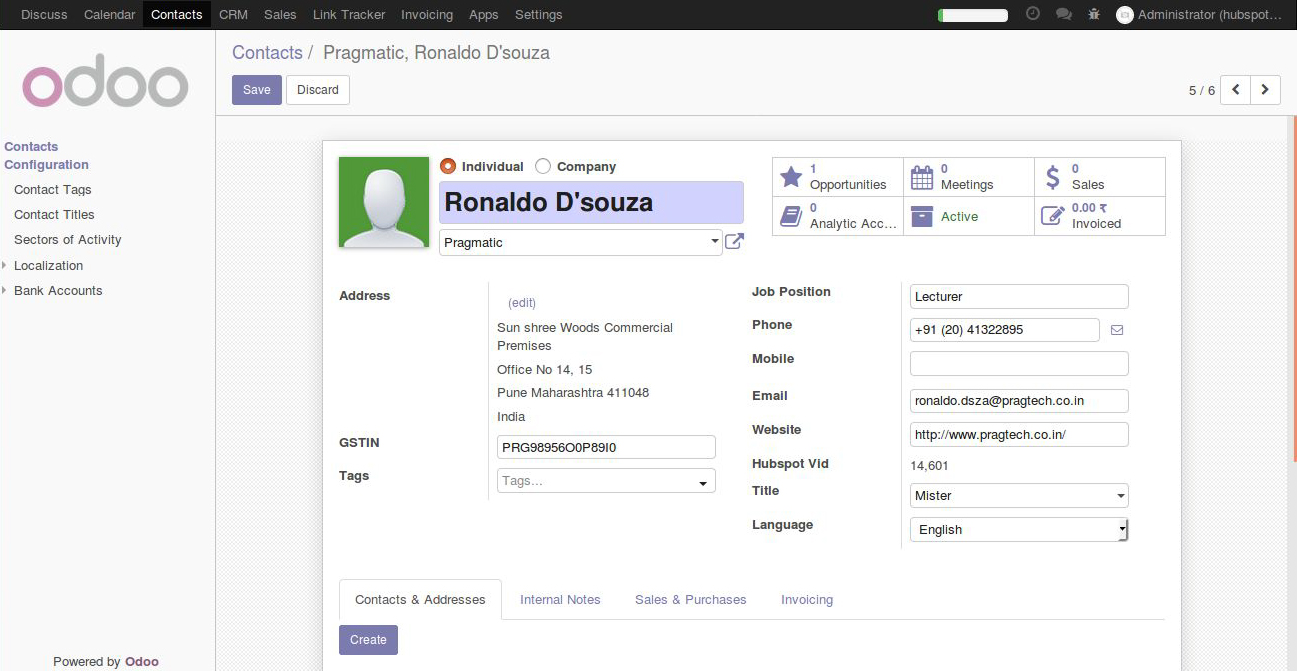 Discuss Calendar Contacts CRM Sales Link Tracker Invoicing Apps Settings Administrator (hubspot...
odoo
Contacts / Pragmatic, Ronaldo D'souza
Save Discard
5 / 6
Contacts
Configuration
Contact Tags
Contact Titles
Sectors of Activity
Localization
Bank Accounts
Individual Company
Ronaldo D'souza
Pragmatic
1
Opportunities
0
Meetings
0
Sales
0
Analytic Acc...
Active
0.00 ₹
Invoiced
Address
(edit)
Sun shree Woods Commercial
Premises
Office No 14, 15
Pune Maharashtra 411048
India
GSTIN PRG98956O0P89I0
Tags Tags...
Job Position Lecturer
Phone +91 (20) 41322895
Mobile
Email ronaldo.dsza@pragtech.co.in
Website http://www.pragtech.co.in/
Hubspot Vid 14,601
Title Mister
Language English
Contacts & Addresses Internal Notes Sales & Purchases Invoicing
Create
Powered by Odoo